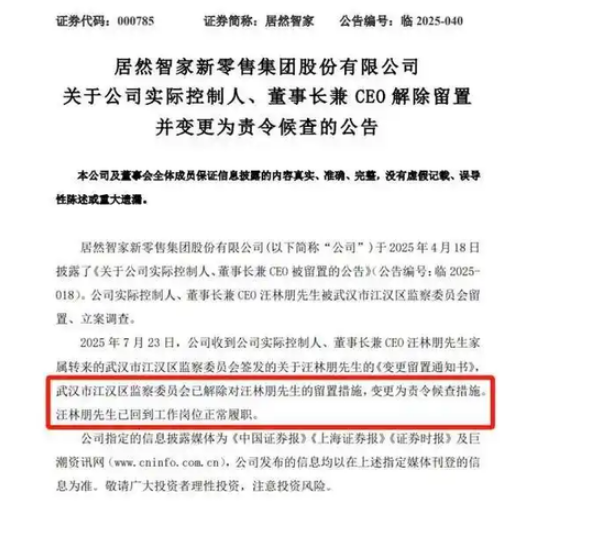 证券代码：000785 证券简称：居然智家 公告编号：临 2025-040
居然智家新零售集团股份有限公司
关于公司实际控制人、董事长兼 CEO 解除留置
并变更为责令候查的公告
本公司及董事会全体成员保证信息披露的内容真实、准确、完整，没有虚假记载、误导
性陈述或重大遗漏。
居然智家新零售集团股份有限公司(以下简称“公司”)于 2025 年 4 月 18 日
披露了《关于公司实际控制人、董事长兼 CEO 被留置的公告》（公告编号：临 2025-
018）。公司实际控制人、董事长兼 CEO 汪林朋先生被武汉市江汉区监察委员会留
置、立案调查。
2025 年 7 月 23 日，公司收到公司实际控制人、董事长兼 CEO 汪林朋先生家
属转来的武汉市江汉区监察委员会签发的关于汪林朋先生的《变更留置通知书》，
武汉市江汉区监察委员会已解除对汪林朋先生的留置措施，变更为责令候查措施。
汪林朋先生已回到工作岗位正常履职。
公司指定的信息披露媒体为《中国证券报》《上海证券报》《证券时报》及巨
潮资讯网（www.cninfo.com.cn），公司发布的信息均以在上述指定媒体刊登的信
息为准。敬请广大投资者理性投资，注意投资风险。